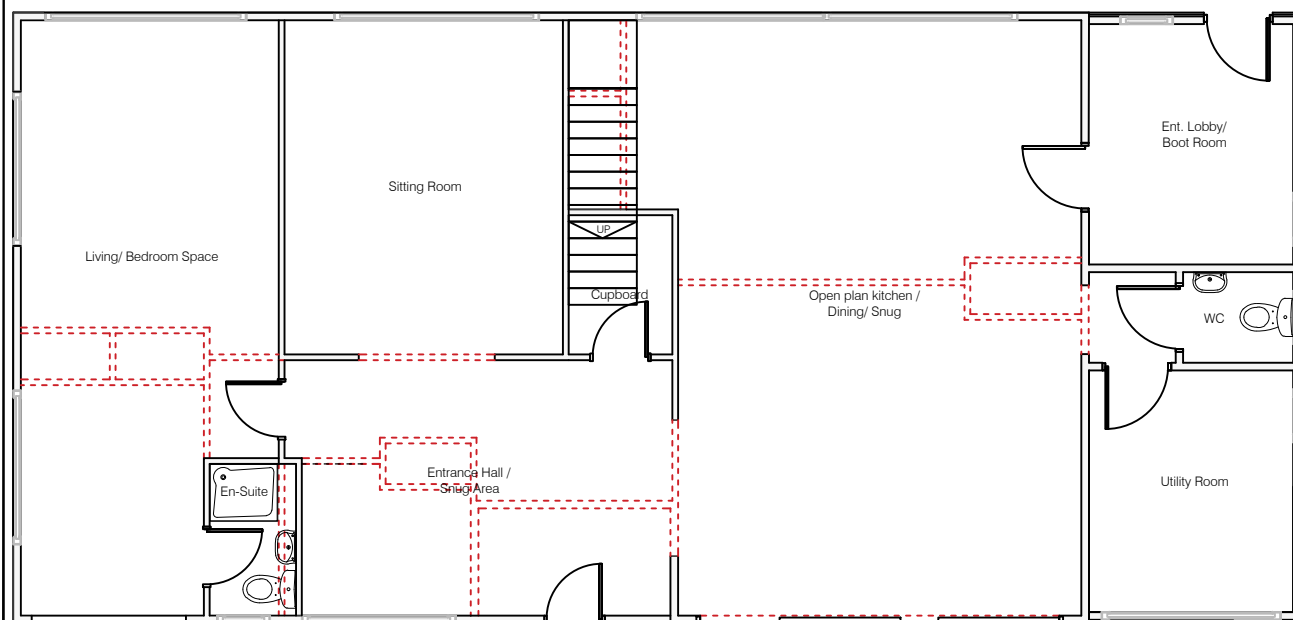 Ent. Lobby/
Boot Room
Sitting Room
UP
Living/ Bedroom Space
Cupboard
Open plan kitchen /
Dining/ Snug
WC
Entrance Hall /
Snug Area
En-Suite
Utility Room